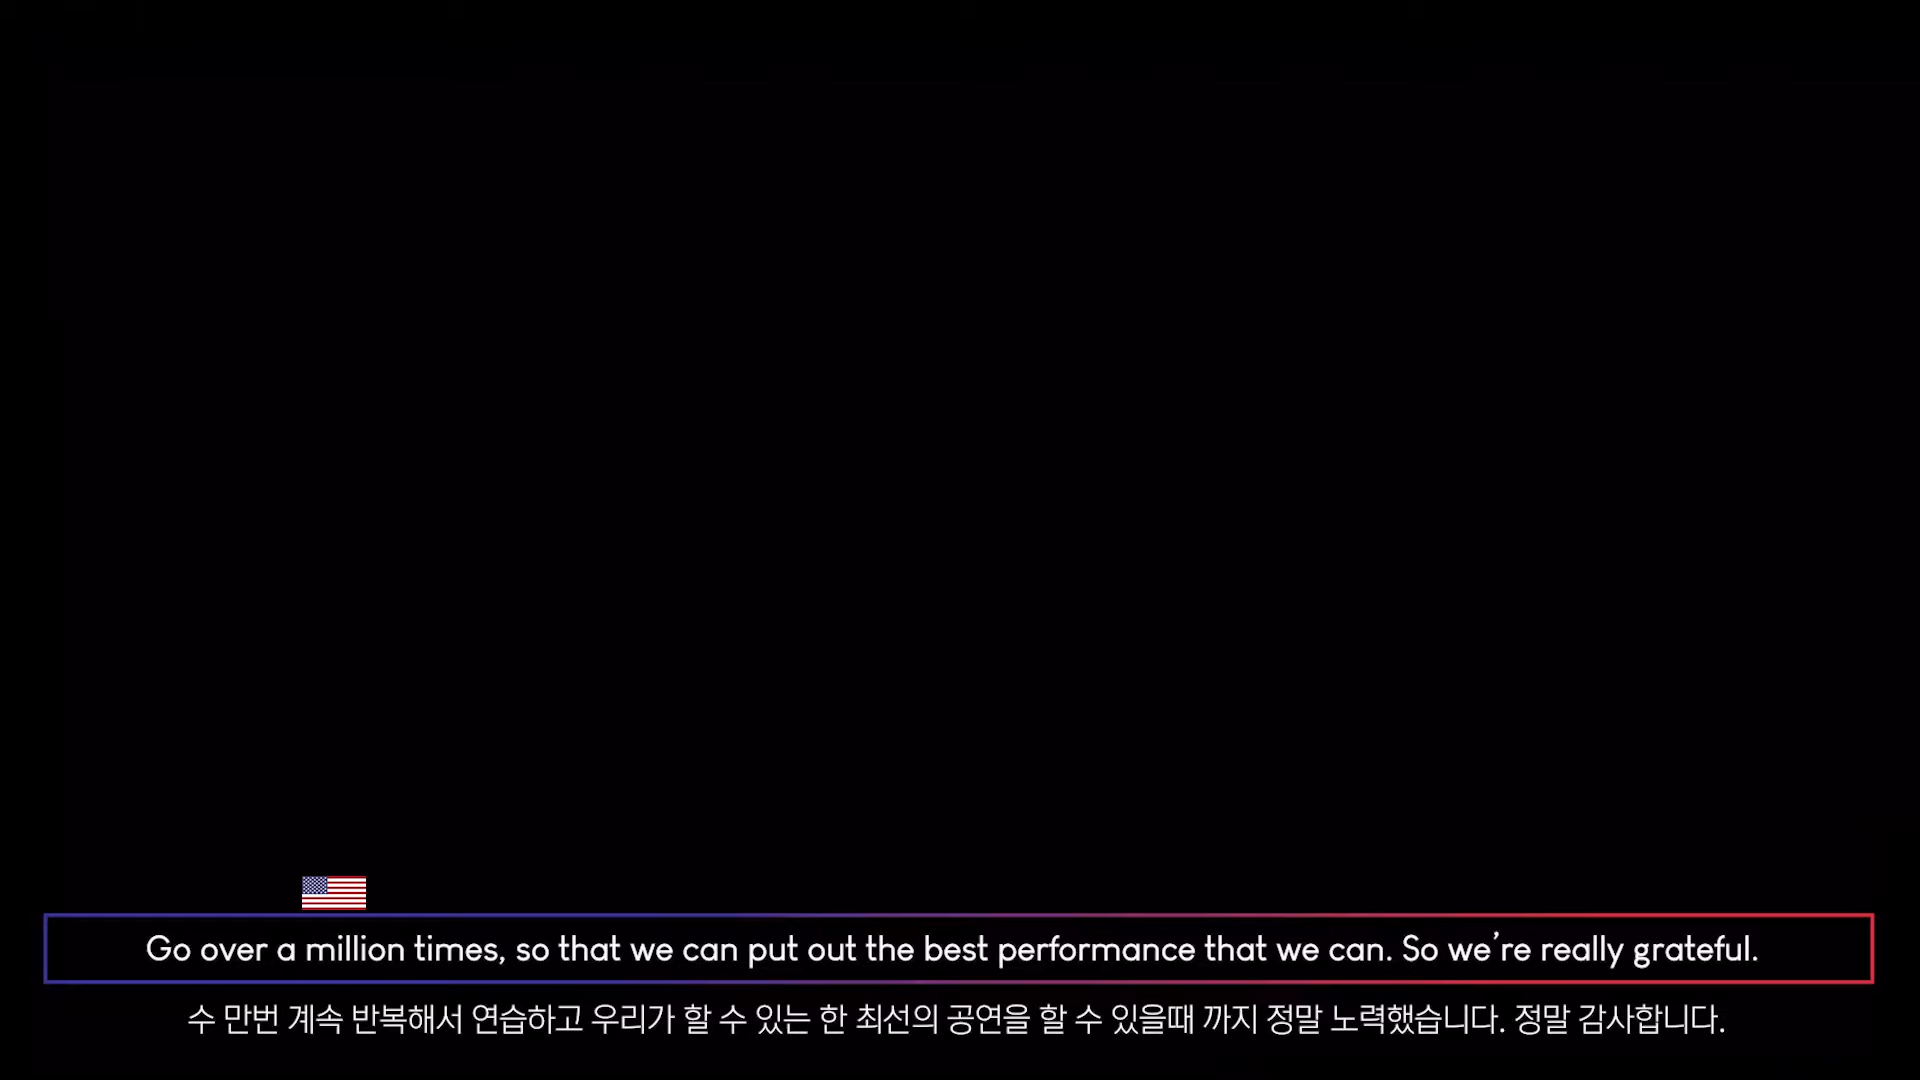 Go over a million times, so that we can put out the best performance that we can. So we’re really grateful.
수 만번 계속 반복해서 연습하고 우리가 할 수 있는 한 최선의 공연을 할 수 있을때 까지 정말 노력했습니다. 정말 감사합니다.